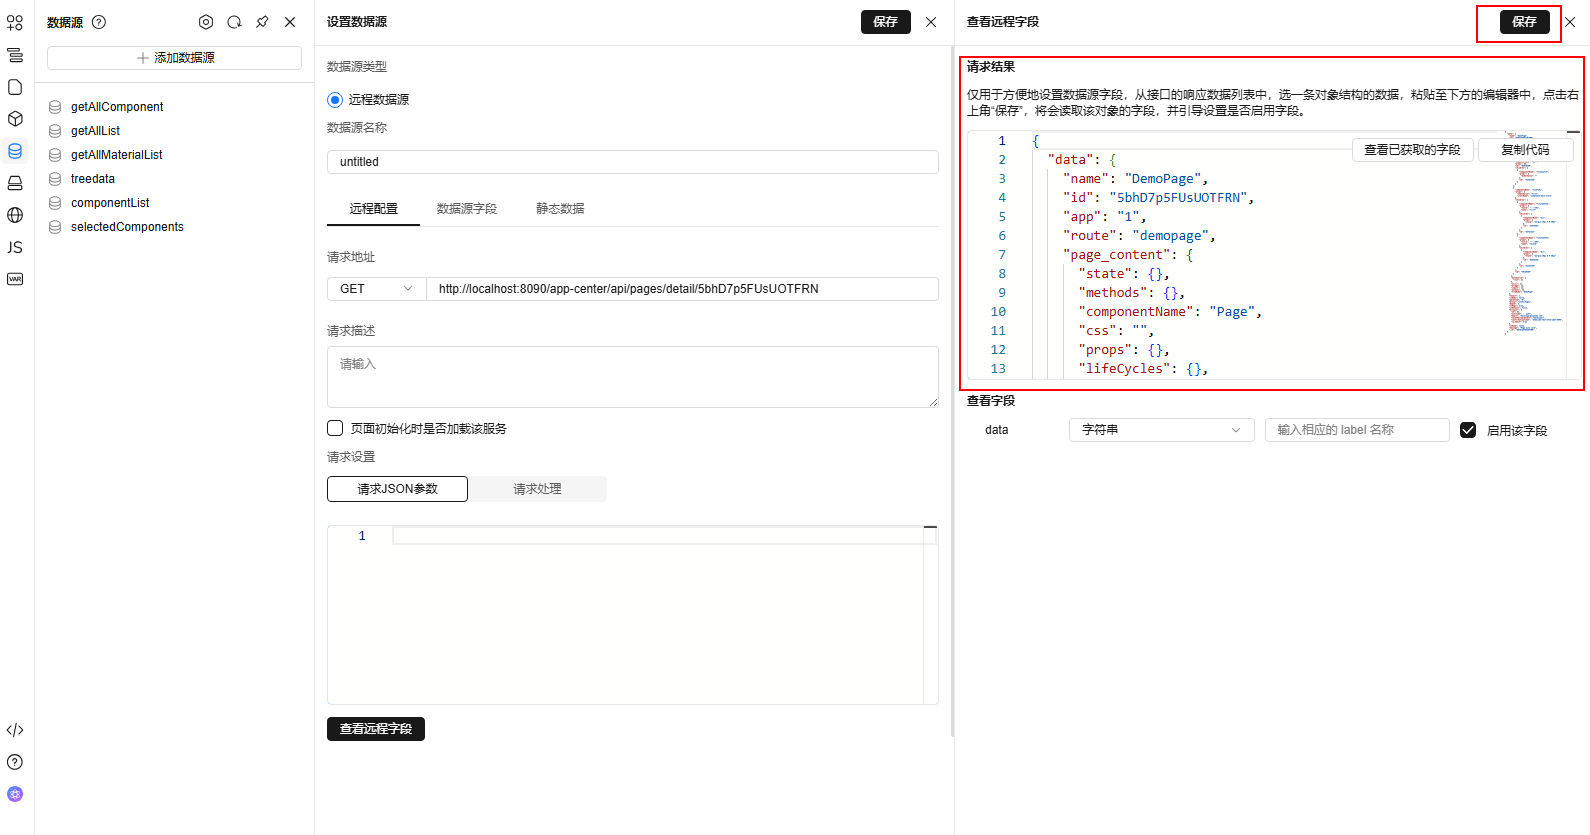 数据源
添加数据源
getAllComponent
getAllList
getAllMaterialList
treedata
componentList
selectedComponents
JS
VAR
设置数据源
保存
数据源类型
远程数据源
数据源名称
untitled
远程配置 数据源字段 静态数据
请求地址
GET http://localhost:8090/app-center/api/pages/detail/5bhD7p5FUsUOTFRN
请求描述
请输入
页面初始化时是否加载该服务
请求设置
请求JSON参数 请求处理
1
查看远程字段
查看远程字段
保存
请求结果
仅用于方便地设置数据源字段，从接口的响应数据列表中，选一条对象结构的数据，粘贴至下方的编辑器中，点击右
上角“保存”，将会读取该对象的字段，并引导设置是否启用字段。
查看已获取的字段 复制代码
1 {
2 "data": {
3 "name": "DemoPage",
4 "id": "5bhD7p5FUsUOTFRN",
5 "app": "1",
6 "route": "demopage",
7 "page_content": {
8 "state": {},
9 "methods": {},
10 "componentName": "Page",
11 "css": "",
12 "props": {},
13 "lifeCycles": {},
查看字段
data 字符串 输入相应的 label 名称 启用该字段